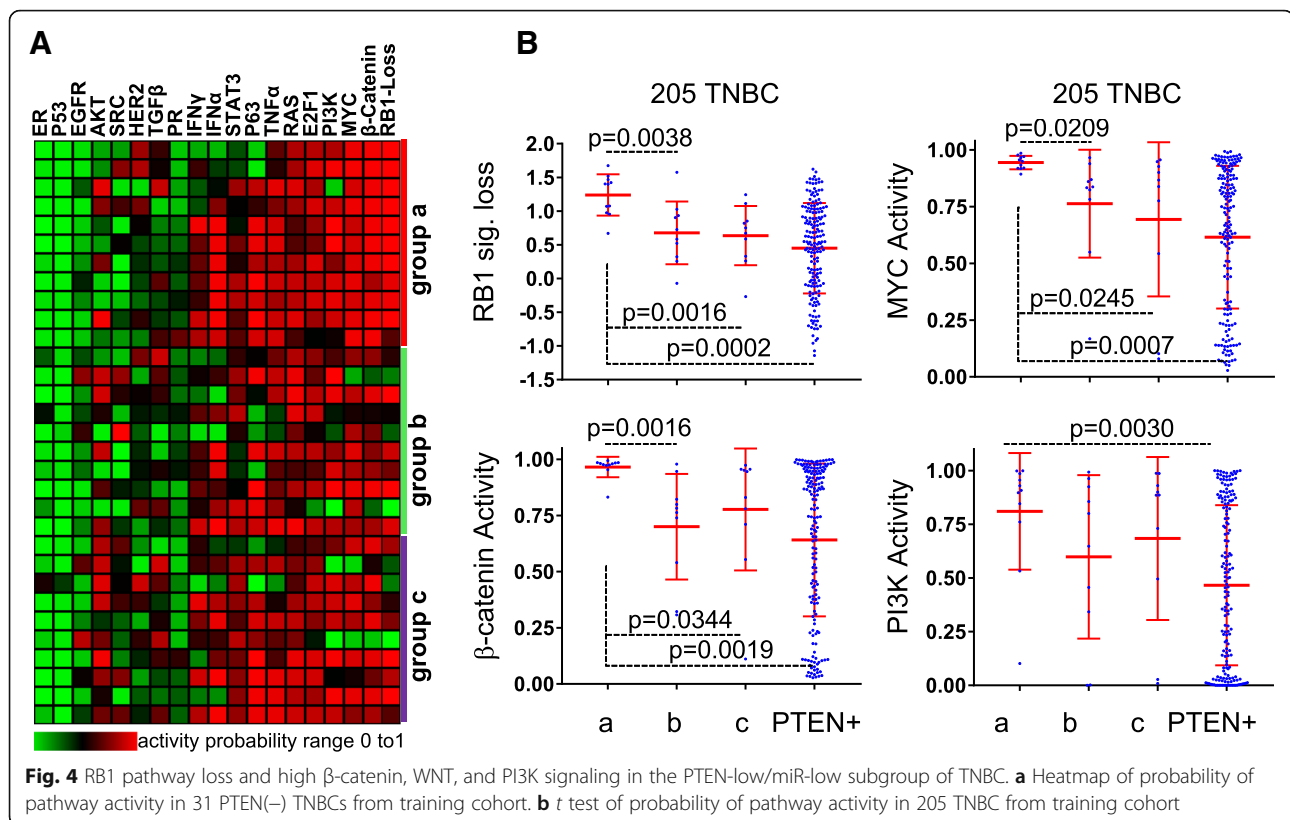 A
ER P53 EGFR AKT SRC HER2 TGFβ PR IFNγ IFNα STAT3 P63 TNFα RAS E2F1 PI3K MYC β-Catenin RB1-Loss
group a
group b
group c
activity probability range 0 to1
B
205 TNBC
RB1 sig. loss
2.0
1.5
1.0
0.5
0.0
-0.5
-1.0
-1.5
p=0.0038
p=0.0016
p=0.0002
205 TNBC
MYC Activity
1.00
0.75
0.50
0.25
0.00
p=0.0209
p=0.0245
p=0.0007
β-catenin Activity
1.00
0.75
0.50
0.25
0.00
p=0.0016
p=0.0344
p=0.0019
a b c PTEN+
PI3K Activity
1.00
0.75
0.50
0.25
0.00
p=0.0030
a b c PTEN+
Fig. 4 RB1 pathway loss and high β-catenin, WNT, and PI3K signaling in the PTEN-low/miR-low subgroup of TNBC. a Heatmap of probability of
pathway activity in 31 PTEN(−) TNBCs from training cohort. b t test of probability of pathway activity in 205 TNBC from training cohort